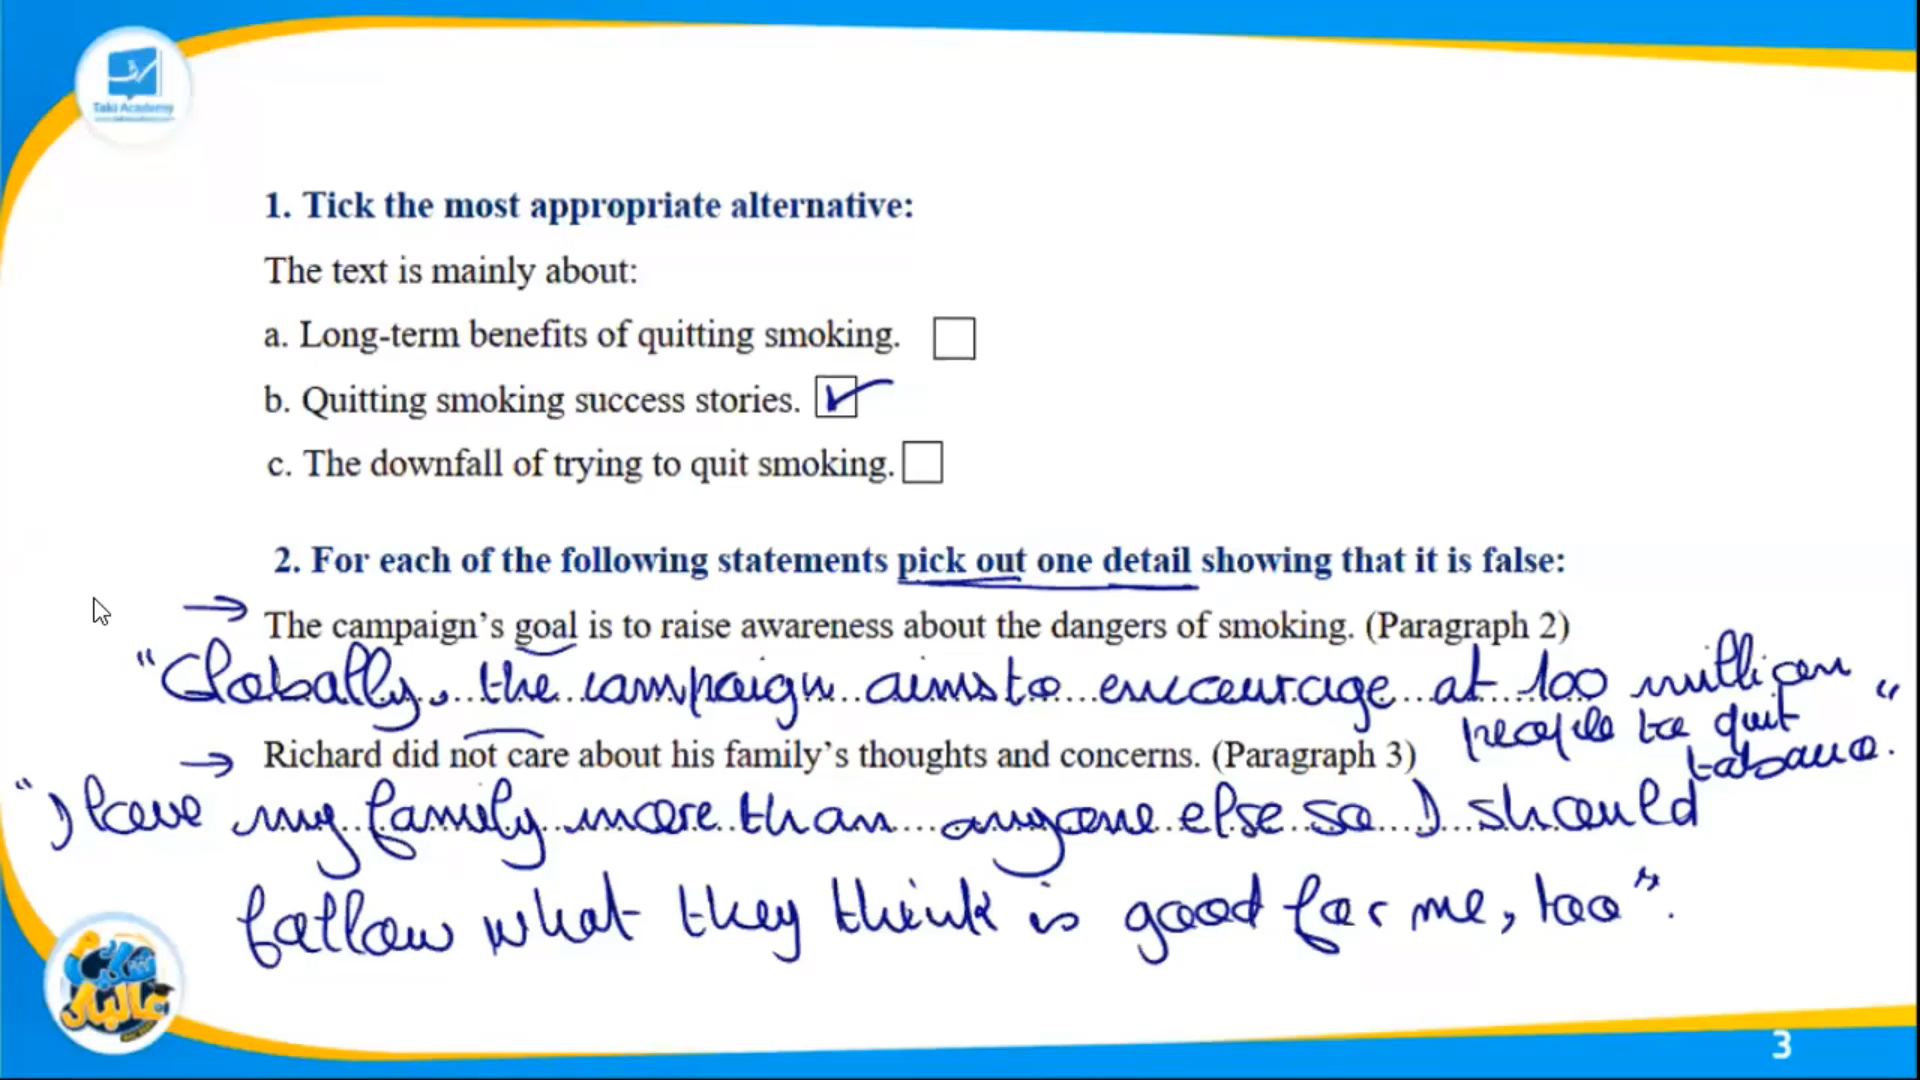 Taki Academy
1. Tick the most appropriate alternative:
The text is mainly about:
a. Long-term benefits of quitting smoking.
b. Quitting smoking success stories.
c. The downfall of trying to quit smoking.
2. For each of the following statements pick out one detail showing that it is false:
The campaign's goal is to raise awareness about the dangers of smoking. (Paragraph 2)
"Globally, the campaign aims to encourage at 100 million
people to quit
tobacco."
Richard did not care about his family's thoughts and concerns. (Paragraph 3)
"I love my family more than anyone else so I should
follow what they think is good for me, too".
3